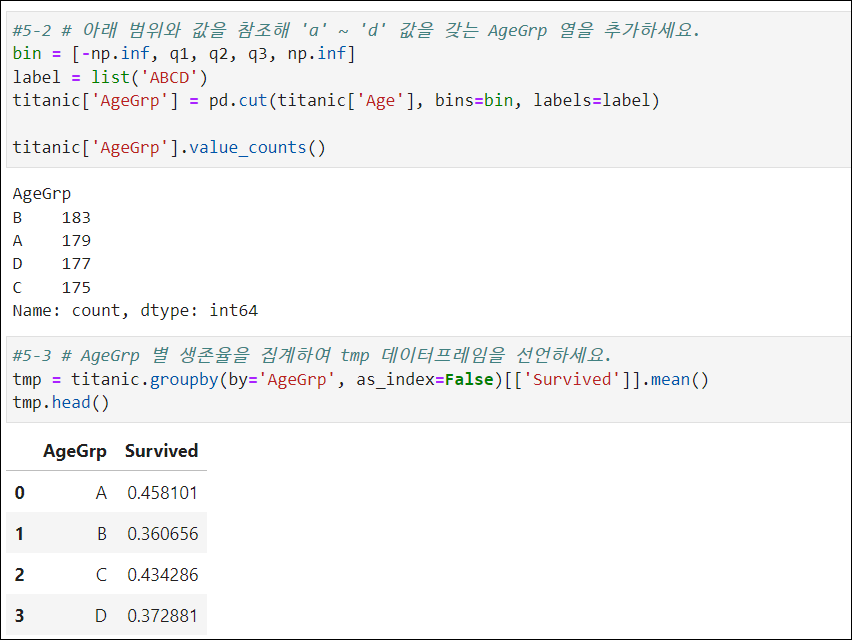 #5-2 # 아래 범위와 값을 참조해 'a' ~ 'd' 값을 갖는 AgeGrp 열을 추가하세요.
bin = [-np.inf, q1, q2, q3, np.inf]
label = list('ABCD')
titanic['AgeGrp'] = pd.cut(titanic['Age'], bins=bin, labels=label)
titanic['AgeGrp'].value_counts()
AgeGrp
B    183
A    179
D    177
C    175
Name: count, dtype: int64
#5-3 # AgeGrp 별 생존율을 집계하여 tmp 데이터프레임을 선언하세요.
tmp = titanic.groupby(by='AgeGrp', as_index=False)[['Survived']].mean()
tmp.head()
AgeGrp Survived
0 A 0.458101
1 B 0.360656
2 C 0.434286
3 D 0.372881